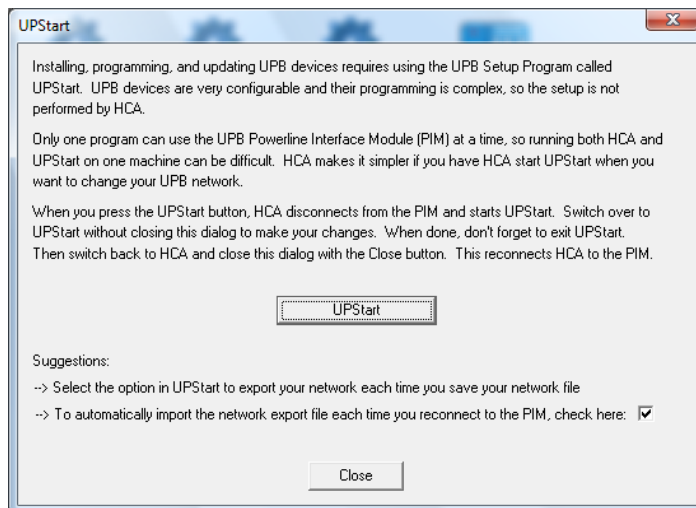 UPStart
Installing, programming, and updating UPB devices requires using the UPB Setup Program called
UPStart.  UPB devices are very configurable and their programming is complex, so the setup is not
performed by HCA.
Only one program can use the UPB Powerline Interface Module (PIM) at a time, so running both HCA and
UPStart on one machine can be difficult.  HCA makes it simpler if you have HCA start UPStart when you
want to change your UPB network.
When you press the UPStart button, HCA disconnects from the PIM and starts UPStart.  Switch over to
UPStart without closing this dialog to make your changes.  When done, don't forget to exit UPStart.
Then switch back to HCA and close this dialog with the Close button.  This reconnects HCA to the PIM.
UPStart
Suggestions:
--> Select the option in UPStart to export your network each time you save your network file
--> To automatically import the network export file each time you reconnect to the PIM, check here:
Close